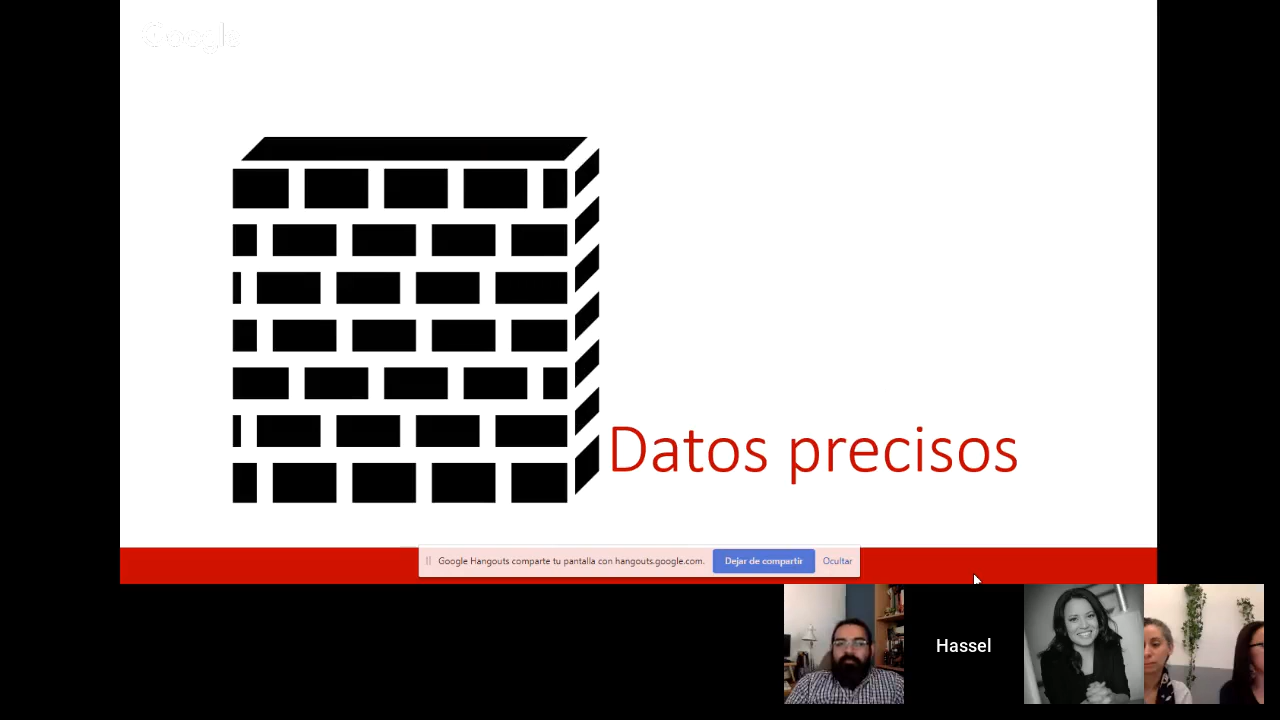 Google
Datos precisos
Google Hangouts comparte tu pantalla con hangouts.google.com.
Dejar de compartir
Ocultar
Hassel